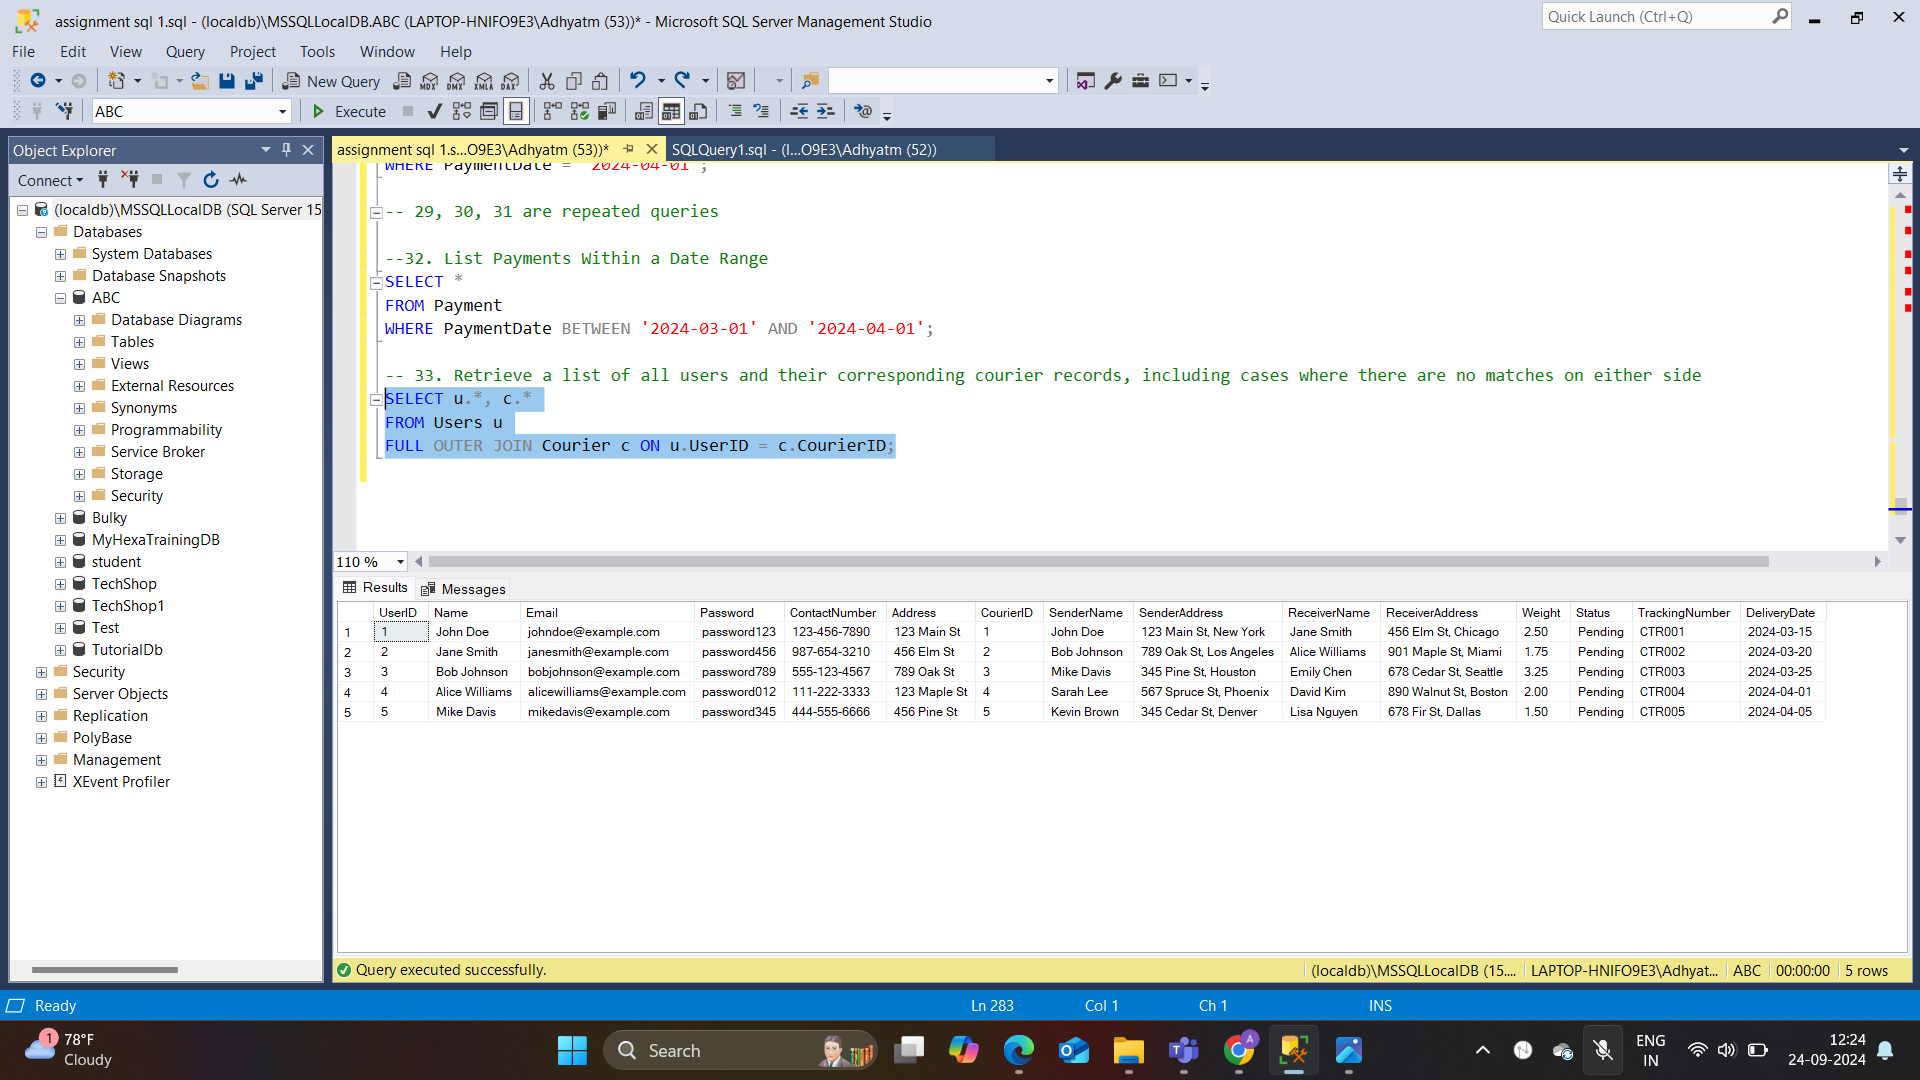 assignment sql 1.sql - (localdb)\MSSQLLocalDB.ABC (LAPTOP-HNIFO9E3\Adhyatm (53))* - Microsoft SQL Server Management Studio
Quick Launch (Ctrl+Q)
File Edit View Query Project Tools Window Help
New Query
ABC
Execute
Object Explorer
assignment sql 1.s...O9E3\Adhyatm (53))*
SQLQuery1.sql - (l...O9E3\Adhyatm (52))
Connect
(localdb)\MSSQLLocalDB (SQL Server 15
Databases
System Databases
Database Snapshots
ABC
Database Diagrams
Tables
Views
External Resources
Synonyms
Programmability
Service Broker
Storage
Security
Bulky
MyHexaTrainingDB
student
TechShop
TechShop1
Test
TutorialDb
Security
Server Objects
Replication
PolyBase
Management
XEvent Profiler
WHERE PaymentDate = '2024-04-01';
-- 29, 30, 31 are repeated queries
--32. List Payments Within a Date Range
SELECT *
FROM Payment
WHERE PaymentDate BETWEEN '2024-03-01' AND '2024-04-01';
-- 33. Retrieve a list of all users and their corresponding courier records, including cases where there are no matches on either side
SELECT u.*, c.*
FROM Users u
FULL OUTER JOIN Courier c ON u.UserID = c.CourierID;
110 %
Results Messages
UserID Name Email Password ContactNumber Address CourierID SenderName SenderAddress ReceiverName ReceiverAddress Weight Status TrackingNumber DeliveryDate
1 1 John Doe johndoe@example.com password123 123-456-7890 123 Main St 1 John Doe 123 Main St, New York Jane Smith 456 Elm St, Chicago 2.50 Pending CTR001 2024-03-15
2 2 Jane Smith janesmith@example.com password456 987-654-3210 456 Elm St 2 Bob Johnson 789 Oak St, Los Angeles Alice Williams 901 Maple St, Miami 1.75 Pending CTR002 2024-03-20
3 3 Bob Johnson bobjohnson@example.com password789 555-123-4567 789 Oak St 3 Mike Davis 345 Pine St, Houston Emily Chen 678 Cedar St, Seattle 3.25 Pending CTR003 2024-03-25
4 4 Alice Williams alicewilliams@example.com password012 111-222-3333 123 Maple St 4 Sarah Lee 567 Spruce St, Phoenix David Kim 890 Walnut St, Boston 2.00 Pending CTR004 2024-04-01
5 5 Mike Davis mikedavis@example.com password345 444-555-6666 456 Pine St 5 Kevin Brown 345 Cedar St, Denver Lisa Nguyen 678 Fir St, Dallas 1.50 Pending CTR005 2024-04-05
Query executed successfully.
(localdb)\MSSQLLocalDB (15.... LAPTOP-HNIFO9E3\Adhyat... ABC 00:00:00 5 rows
Ready
Ln 283 Col 1 Ch 1 INS
1
78°F
Cloudy
Search
ENG
IN
12:24
24-09-2024